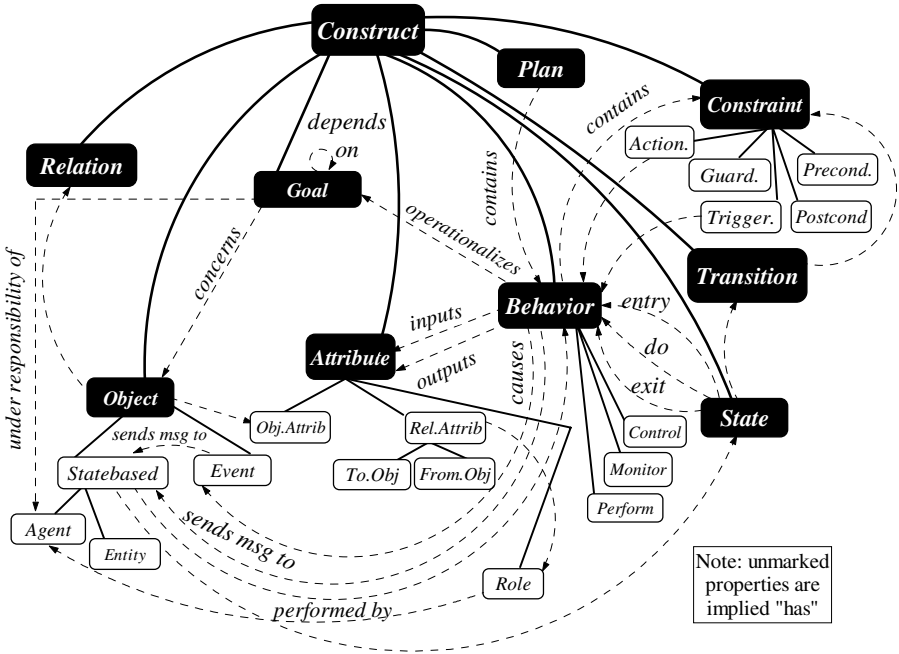 Construct
Plan
contains
Constraint
depends
on
Action.
Guard.
Precond.
Relation
Goal
contains
Trigger.
Postcond
operationalizes
concerns
Transition
under responsibility of
Behavior
entry
inputs
Attribute
outputs
causes
do
exit
Object
State
sends msg to
Obj.Attrib
Rel.Attrib
Control
Statebased
Event
To.Obj
From.Obj
Monitor
Agent
Entity
sends msg to
Perform
Role
performed by
Note: unmarked
properties are
implied "has"